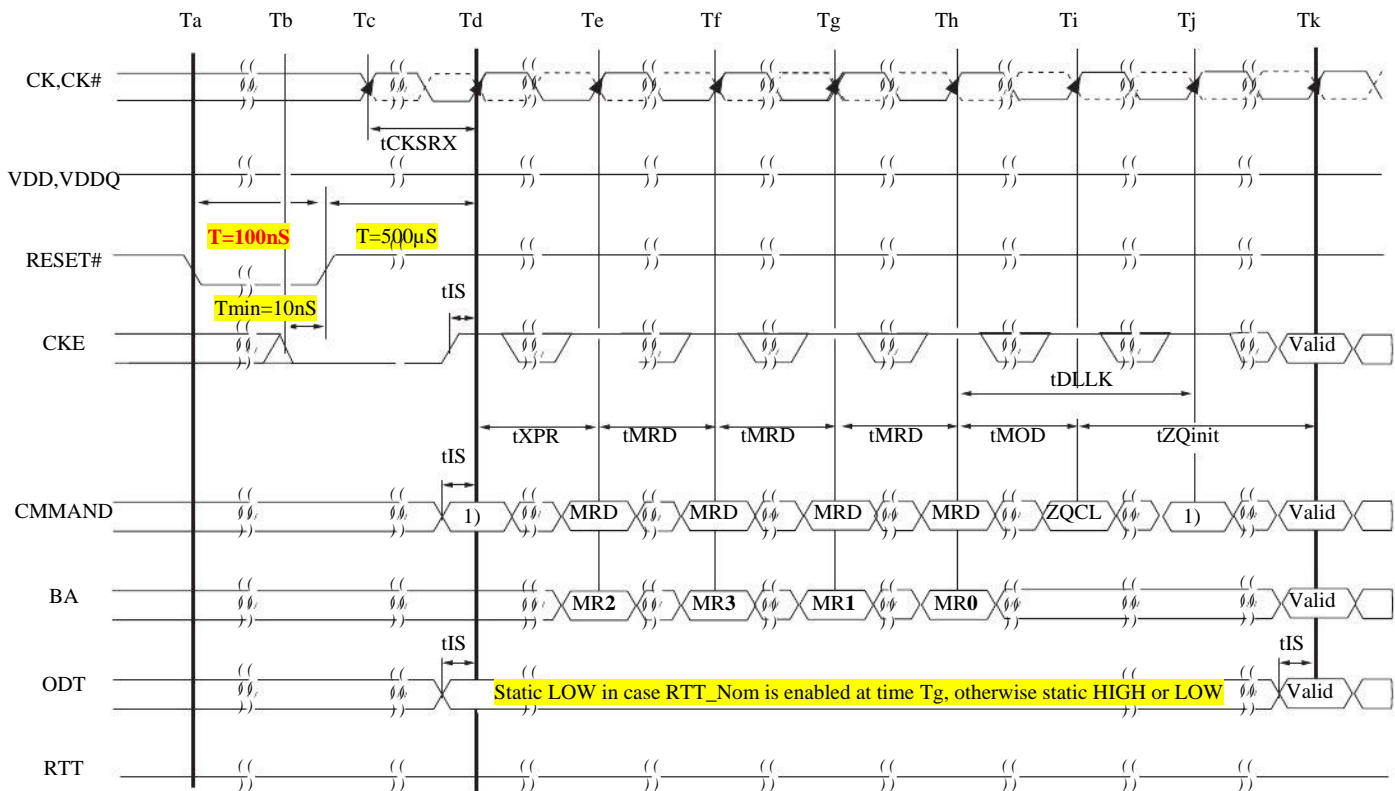 Ta Tb Tc Td Te Tf Tg Th Ti Tj Tk
CK,CK#
tCKSRX
VDD,VDDQ
T=100nS T=500µS
RESET#
Tmin=10nS tIS
CKE Valid
tDLLK
tXPR tMRD tMRD tMRD tMOD tZQinit
tIS
CMMAND 1) MRD MRD MRD MRD ZQCL 1) Valid
BA MR2 MR3 MR1 MR0 Valid
tIS tIS
ODT Static LOW in case RTT_Nom is enabled at time Tg, otherwise static HIGH or LOW Valid
RTT